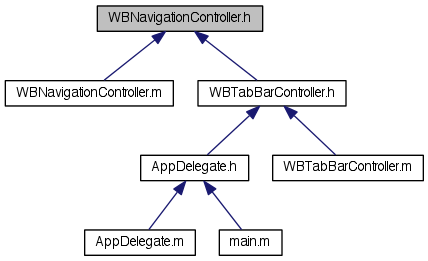 WBNavigationController.h
WBNavigationController.m
WBTabBarController.h
AppDelegate.h
WBTabBarController.m
AppDelegate.m
main.m